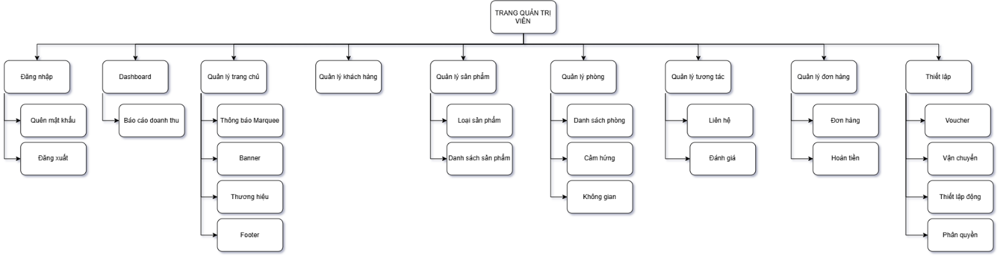 TRANG QUẢN TRỊ
VIÊN
Đăng nhập
Dashboard
Quản lý trang chủ
Quản lý khách hàng
Quản lý sản phẩm
Quản lý phòng
Quản lý tương tác
Quản lý đơn hàng
Thiết lập
Quên mật khẩu
Báo cáo doanh thu
Thông báo Marquee
Loại sản phẩm
Danh sách phòng
Liên hệ
Đơn hàng
Voucher
Đăng xuất
Banner
Danh sách sản phẩm
Cảm hứng
Đánh giá
Hoàn tiền
Vận chuyển
Thương hiệu
Không gian
Thiết lập động
Footer
Phân quyền